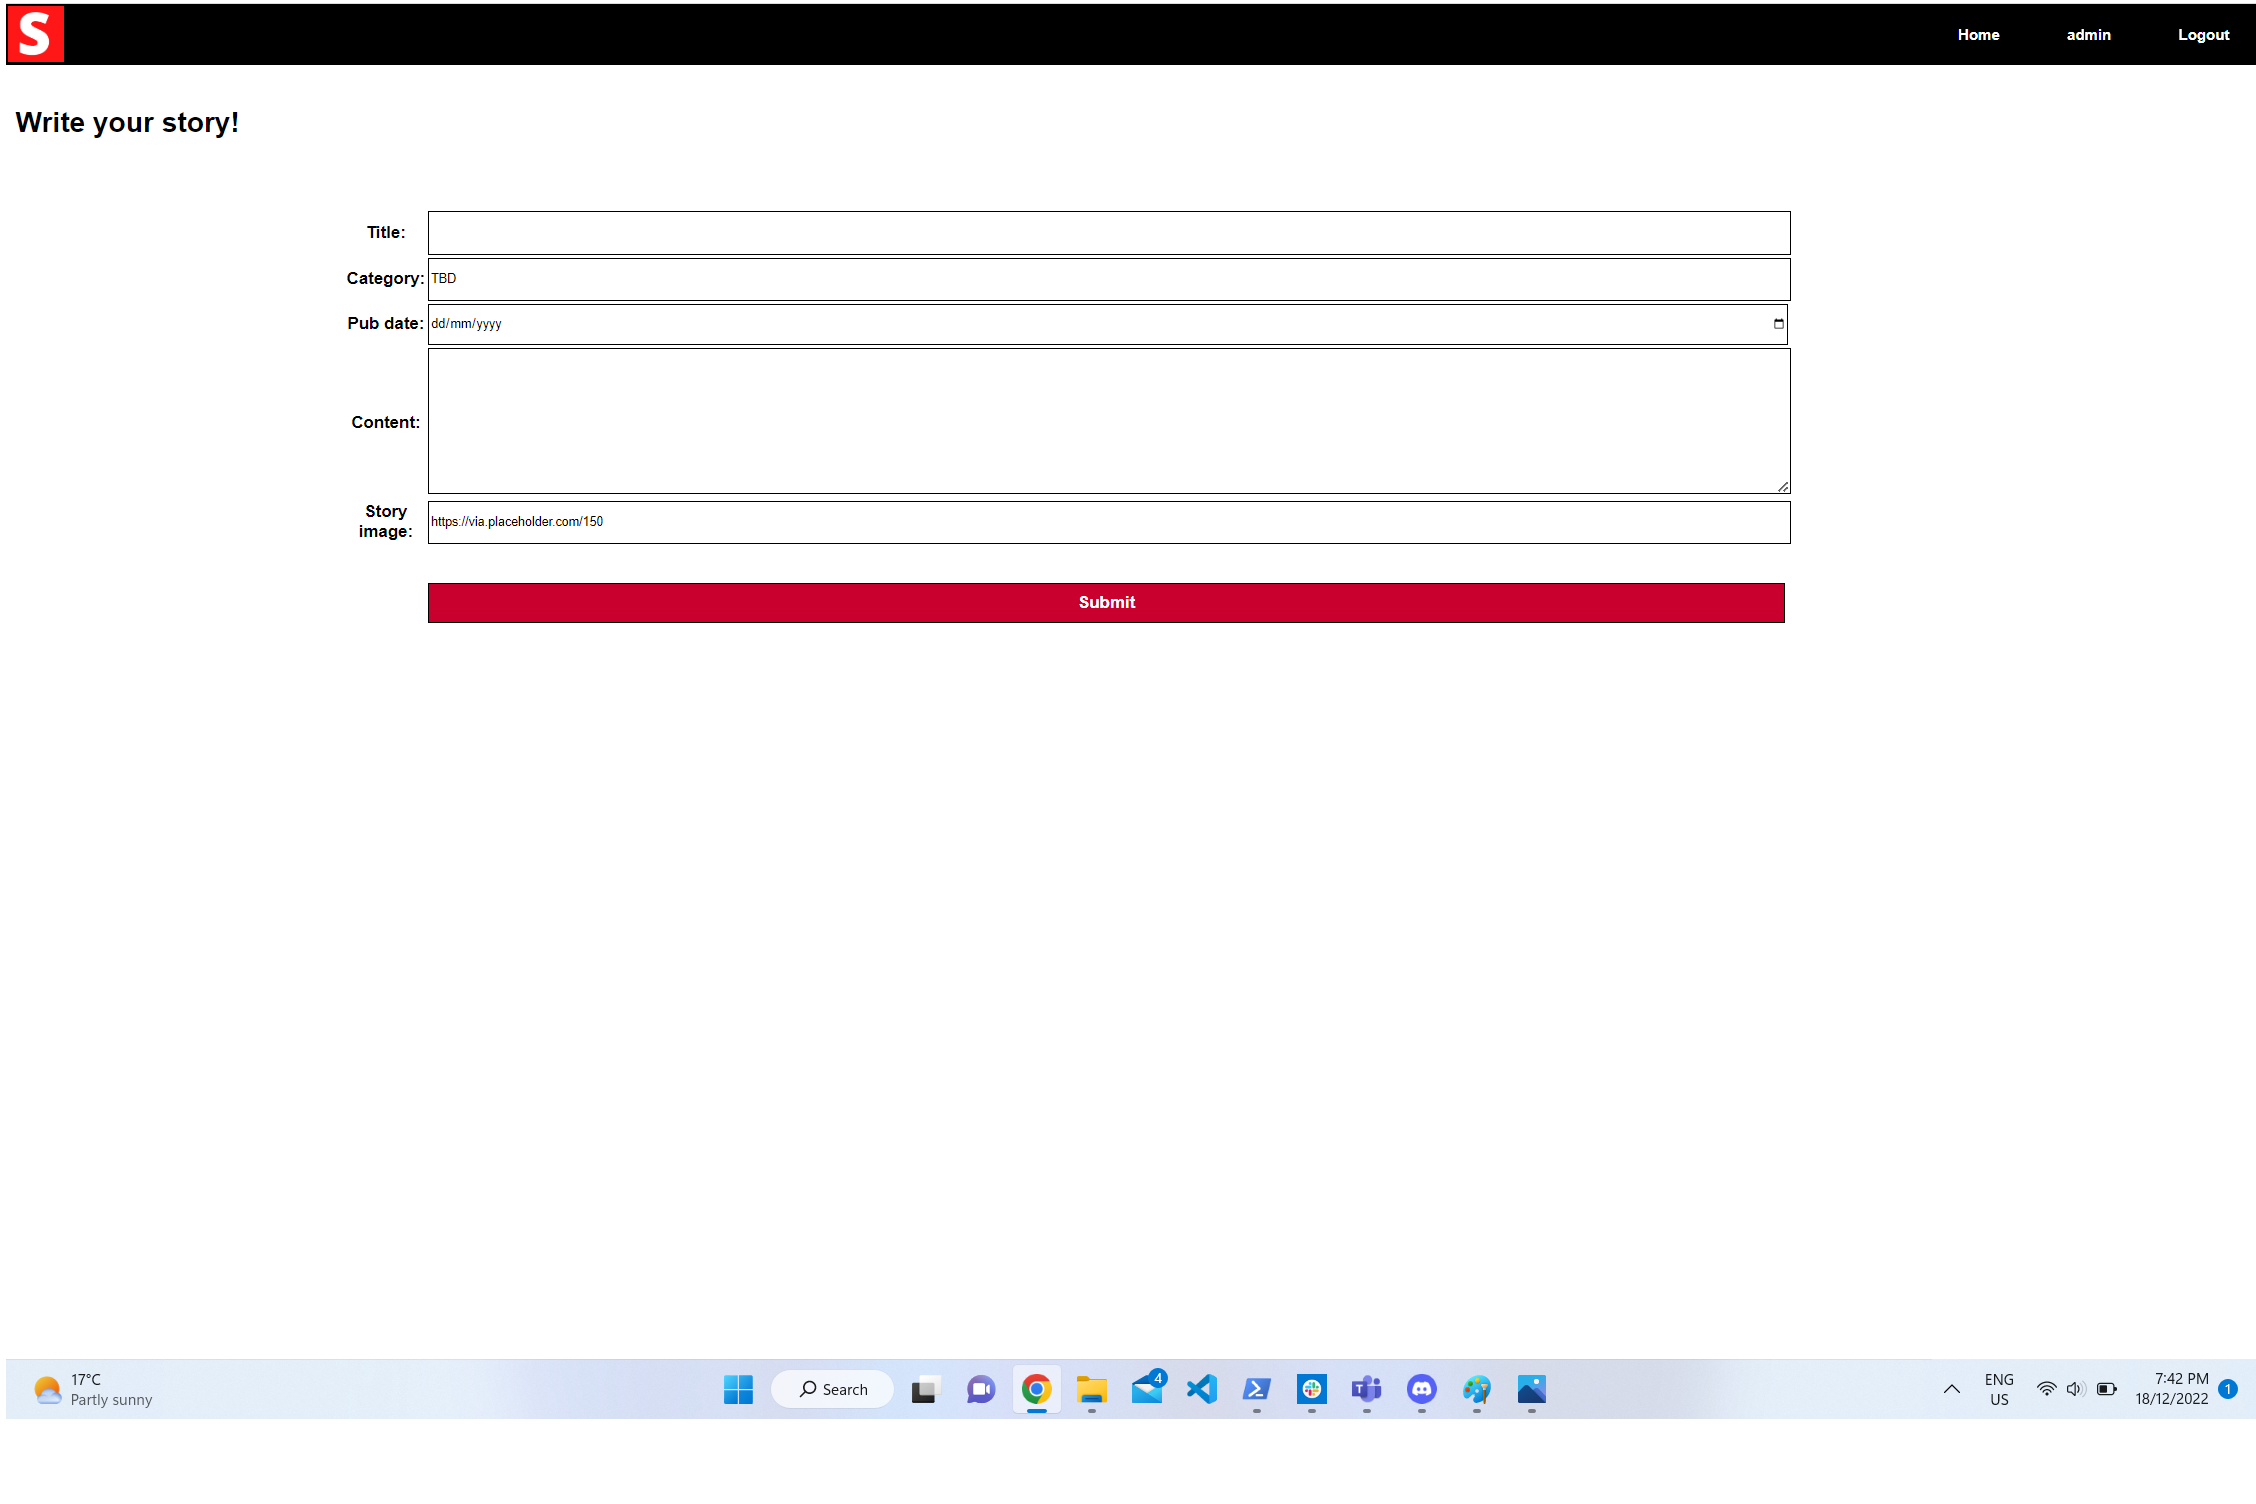 S
Home admin Logout
Write your story!
Title:
Category: TBD
Pub date: dd/mm/yyyy
Content:
Story
image: https://via.placeholder.com/150
Submit
17°C
Partly sunny
Search
4
ENG
US
7:42 PM
18/12/2022
1